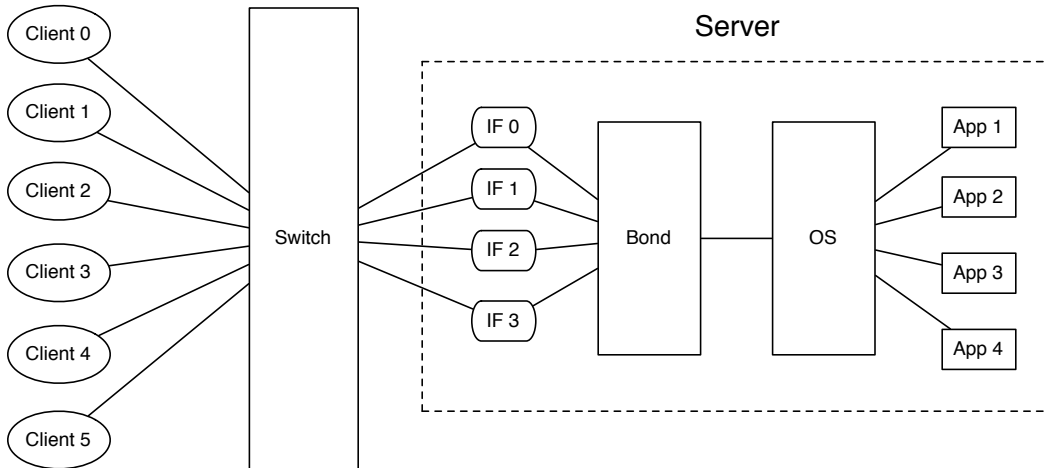 Server
Client 0
Client 1
Client 2
Client 3
Client 4
Client 5
Switch
IF 0
IF 1
IF 2
IF 3
Bond
OS
App 1
App 2
App 3
App 4